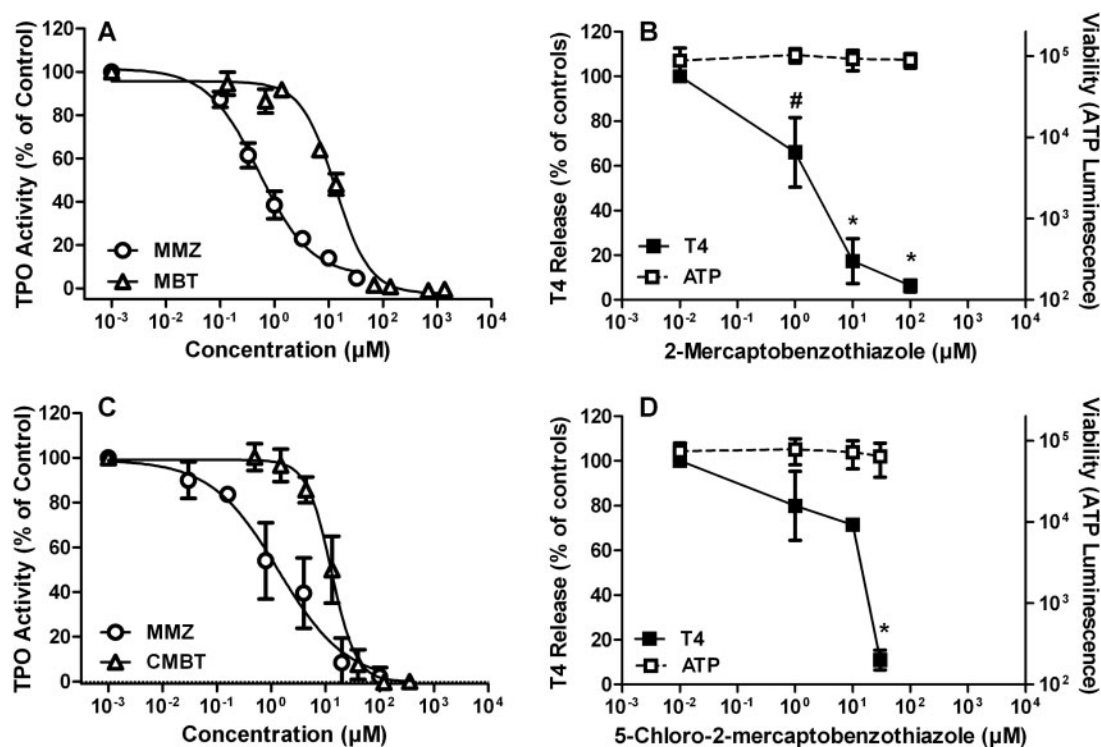 A
TPO Activity (% of Control)
120
100
80
60
40
20
0
MMZ
MBT
10⁻³ 10⁻² 10⁻¹ 10⁰ 10¹ 10² 10³ 10⁴
Concentration (µM)
B
T4 Release (% of controls)
120
100
80
60
40
20
0
#
*
*
T4
ATP
10⁵
10⁴
10³
10²
Viability (ATP Luminescence)
10⁻³ 10⁻² 10⁻¹ 10⁰ 10¹ 10² 10³ 10⁴
2-Mercaptobenzothiazole (µM)
C
TPO Activity (% of Control)
120
100
80
60
40
20
0
MMZ
CMBT
10⁻³ 10⁻² 10⁻¹ 10⁰ 10¹ 10² 10³ 10⁴
Concentration (µM)
D
T4 Release (% of controls)
120
100
80
60
40
20
0
*
T4
ATP
10⁵
10⁴
10³
10²
Viability (ATP Luminescence)
10⁻³ 10⁻² 10⁻¹ 10⁰ 10¹ 10² 10³ 10⁴
5-Chloro-2-mercaptobenzothiazole (µM)